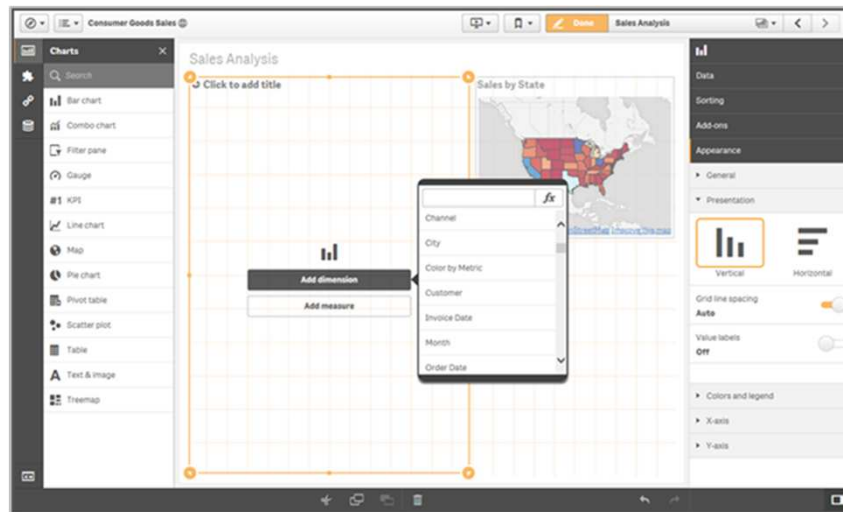 Consumer Goods Sales
Done
Sales Analysis
Charts
Search
Bar chart
Combo chart
Filter pane
Gauge
#1 KPI
Line chart
Map
Pie chart
Pivot table
Scatter plot
Table
A Text & image
Treemap
Sales Analysis
Click to add title
Add dimension
Add measure
Sales by State
fx
Channel
City
Color by Metric
Customer
Invoice Date
Month
Order Date
Data
Sorting
Add-ons
Appearance
General
Presentation
Vertical
Horizontal
Grid line spacing
Auto
Value labels
Off
Colors and legend
X-axis
Y-axis